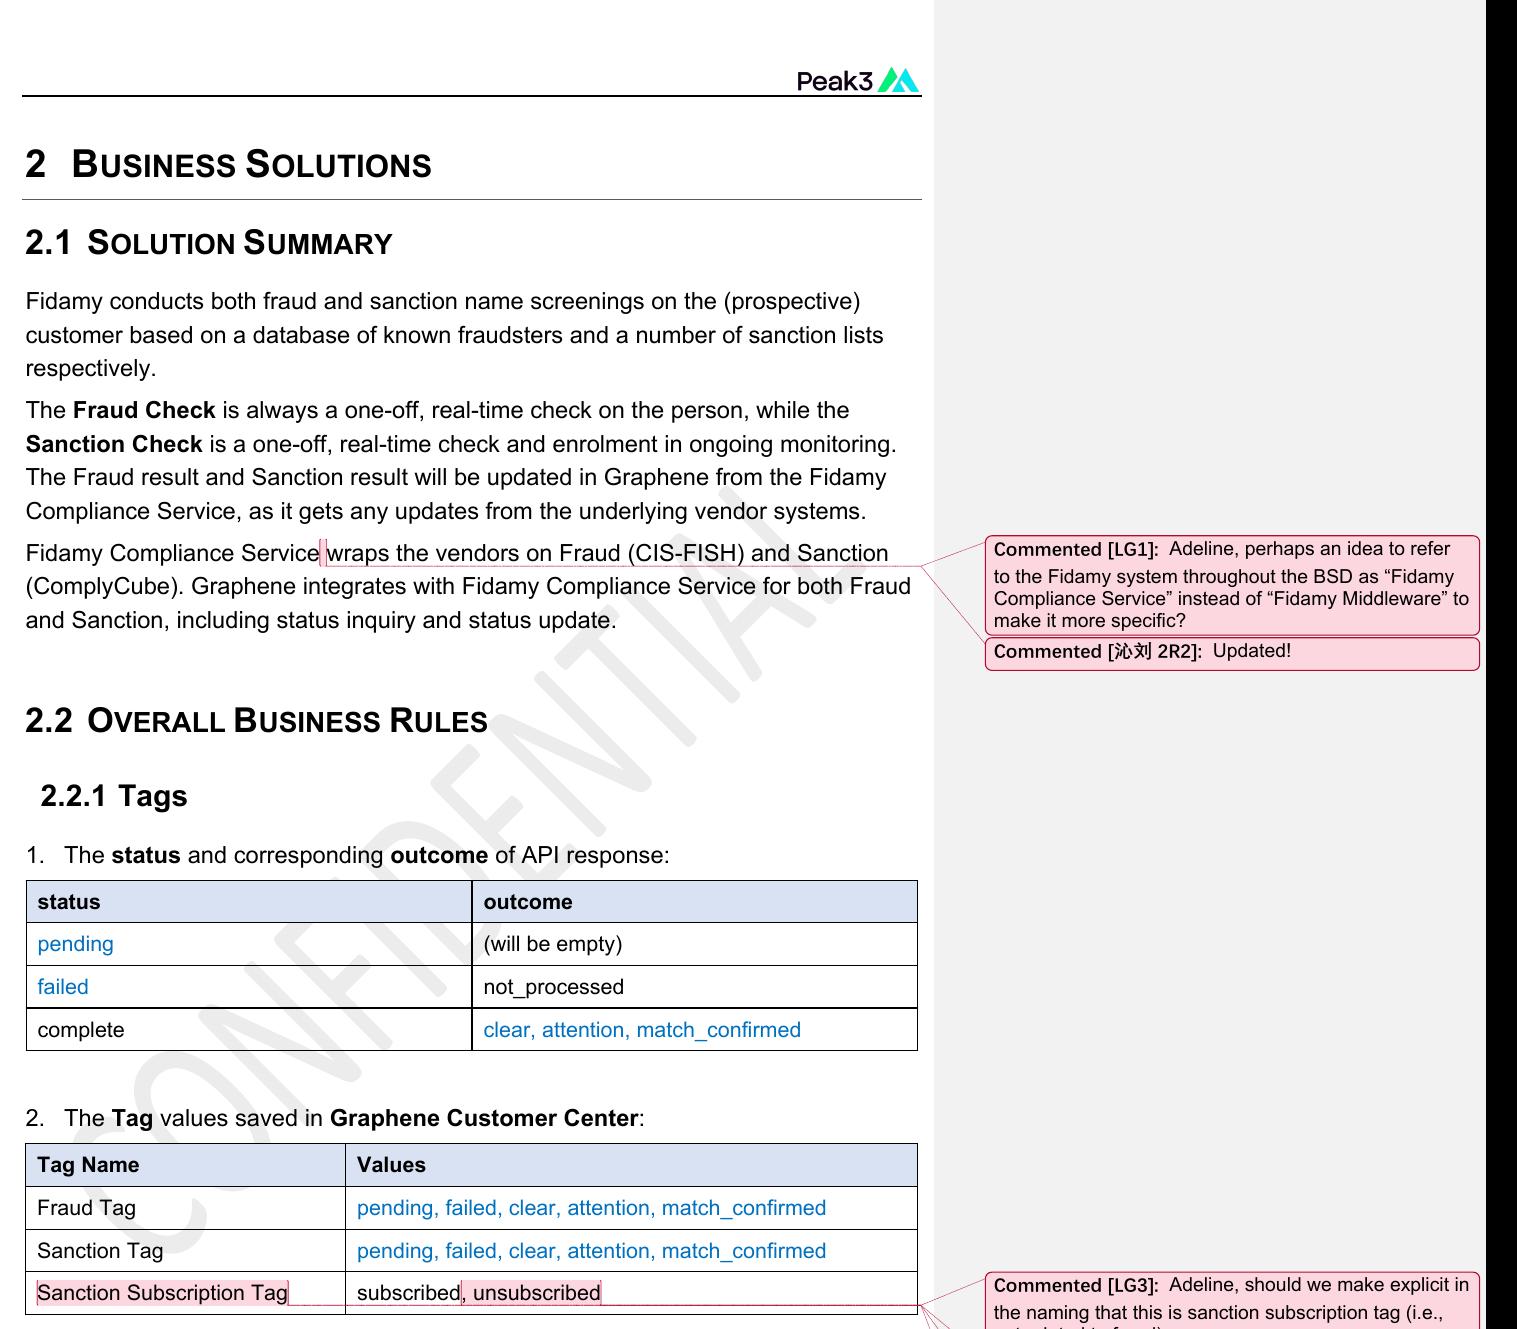 Peak3
2 BUSINESS SOLUTIONS
2.1 SOLUTION SUMMARY
Fidamy conducts both fraud and sanction name screenings on the (prospective)
customer based on a database of known fraudsters and a number of sanction lists
respectively.
The Fraud Check is always a one-off, real-time check on the person, while the
Sanction Check is a one-off, real-time check and enrolment in ongoing monitoring.
The Fraud result and Sanction result will be updated in Graphene from the Fidamy
Compliance Service, as it gets any updates from the underlying vendor systems.
Fidamy Compliance Service wraps the vendors on Fraud (CIS-FISH) and Sanction
(ComplyCube). Graphene integrates with Fidamy Compliance Service for both Fraud
and Sanction, including status inquiry and status update.
Commented [LG1]: Adeline, perhaps an idea to refer
to the Fidamy system throughout the BSD as “Fidamy
Compliance Service” instead of “Fidamy Middleware” to
make it more specific?
Commented [沁刘 2R2]: Updated!
2.2 OVERALL BUSINESS RULES
2.2.1 Tags
1. The status and corresponding outcome of API response:
status outcome
pending (will be empty)
failed not_processed
complete clear, attention, match_confirmed
2. The Tag values saved in Graphene Customer Center:
Tag Name Values
Fraud Tag pending, failed, clear, attention, match_confirmed
Sanction Tag pending, failed, clear, attention, match_confirmed
Sanction Subscription Tag subscribed, unsubscribed
Commented [LG3]: Adeline, should we make explicit in
the naming that this is sanction subscription tag (i.e.,
CONFIDENTIAL